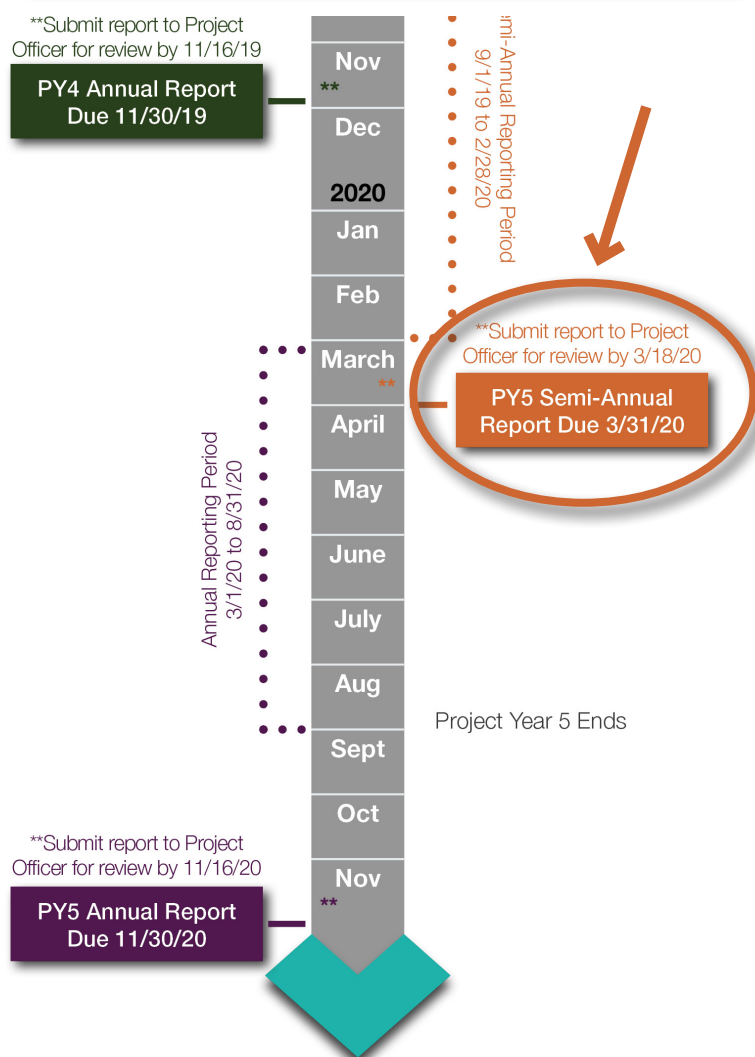 **Submit report to Project
Officer for review by 11/16/19
PY4 Annual Report
Due 11/30/19
Nov
**
Dec
2020
Jan
Feb
March
**
April
May
June
July
Aug
Sept
Oct
Nov
**
9/1/19 to 2/28/20
Reporting Period
**Submit report to Project
Officer for review by 3/18/20
PY5 Semi-Annual
Report Due 3/31/20
Annual Reporting Period
3/1/20 to 8/31/20
Project Year 5 Ends
**Submit report to Project
Officer for review by 11/16/20
PY5 Annual Report
Due 11/30/20